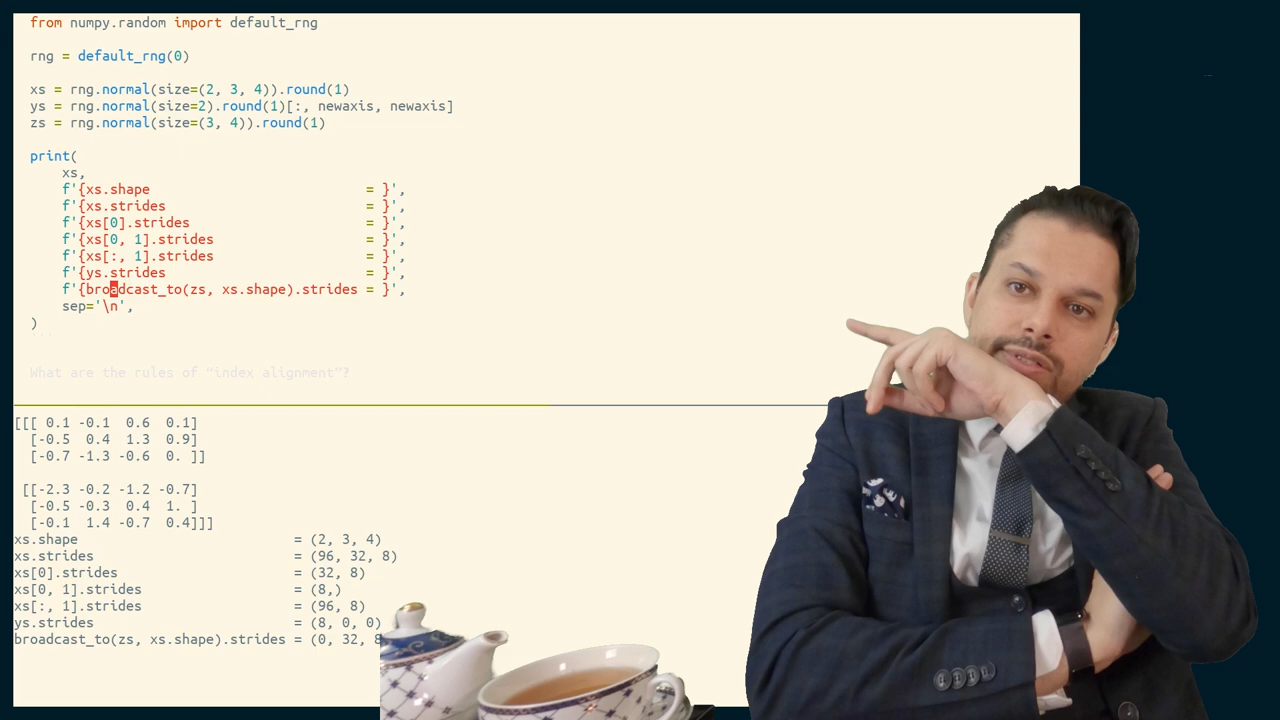 from numpy.random import default_rng
rng = default_rng(0)
xs = rng.normal(size=(2, 3, 4)).round(1)
ys = rng.normal(size=2).round(1)[:, newaxis, newaxis]
zs = rng.normal(size=(3, 4)).round(1)
print(
xs,
f'{xs.shape = }',
f'{xs.strides = }',
f'{xs[0].strides = }',
f'{xs[0, 1].strides = }',
f'{xs[:, 1].strides = }',
f'{ys.strides = }',
f'{broadcast_to(zs, xs.shape).strides = }',
sep='\n',
)
```
What are the rules of “index alignment”?
[[[ 0.1 -0.1 0.6 0.1]
[-0.5 0.4 1.3 0.9]
[-0.7 -1.3 -0.6 0. ]]
[[-2.3 -0.2 -1.2 -0.7]
[-0.5 -0.3 0.4 1. ]
[-0.1 1.4 -0.7 0.4]]]
xs.shape = (2, 3, 4)
xs.strides = (96, 32, 8)
xs[0].strides = (32, 8)
xs[0, 1].strides = (8,)
xs[:, 1].strides = (96, 8)
ys.strides = (8, 0, 0)
broadcast_to(zs, xs.shape).strides = (0, 32, 8